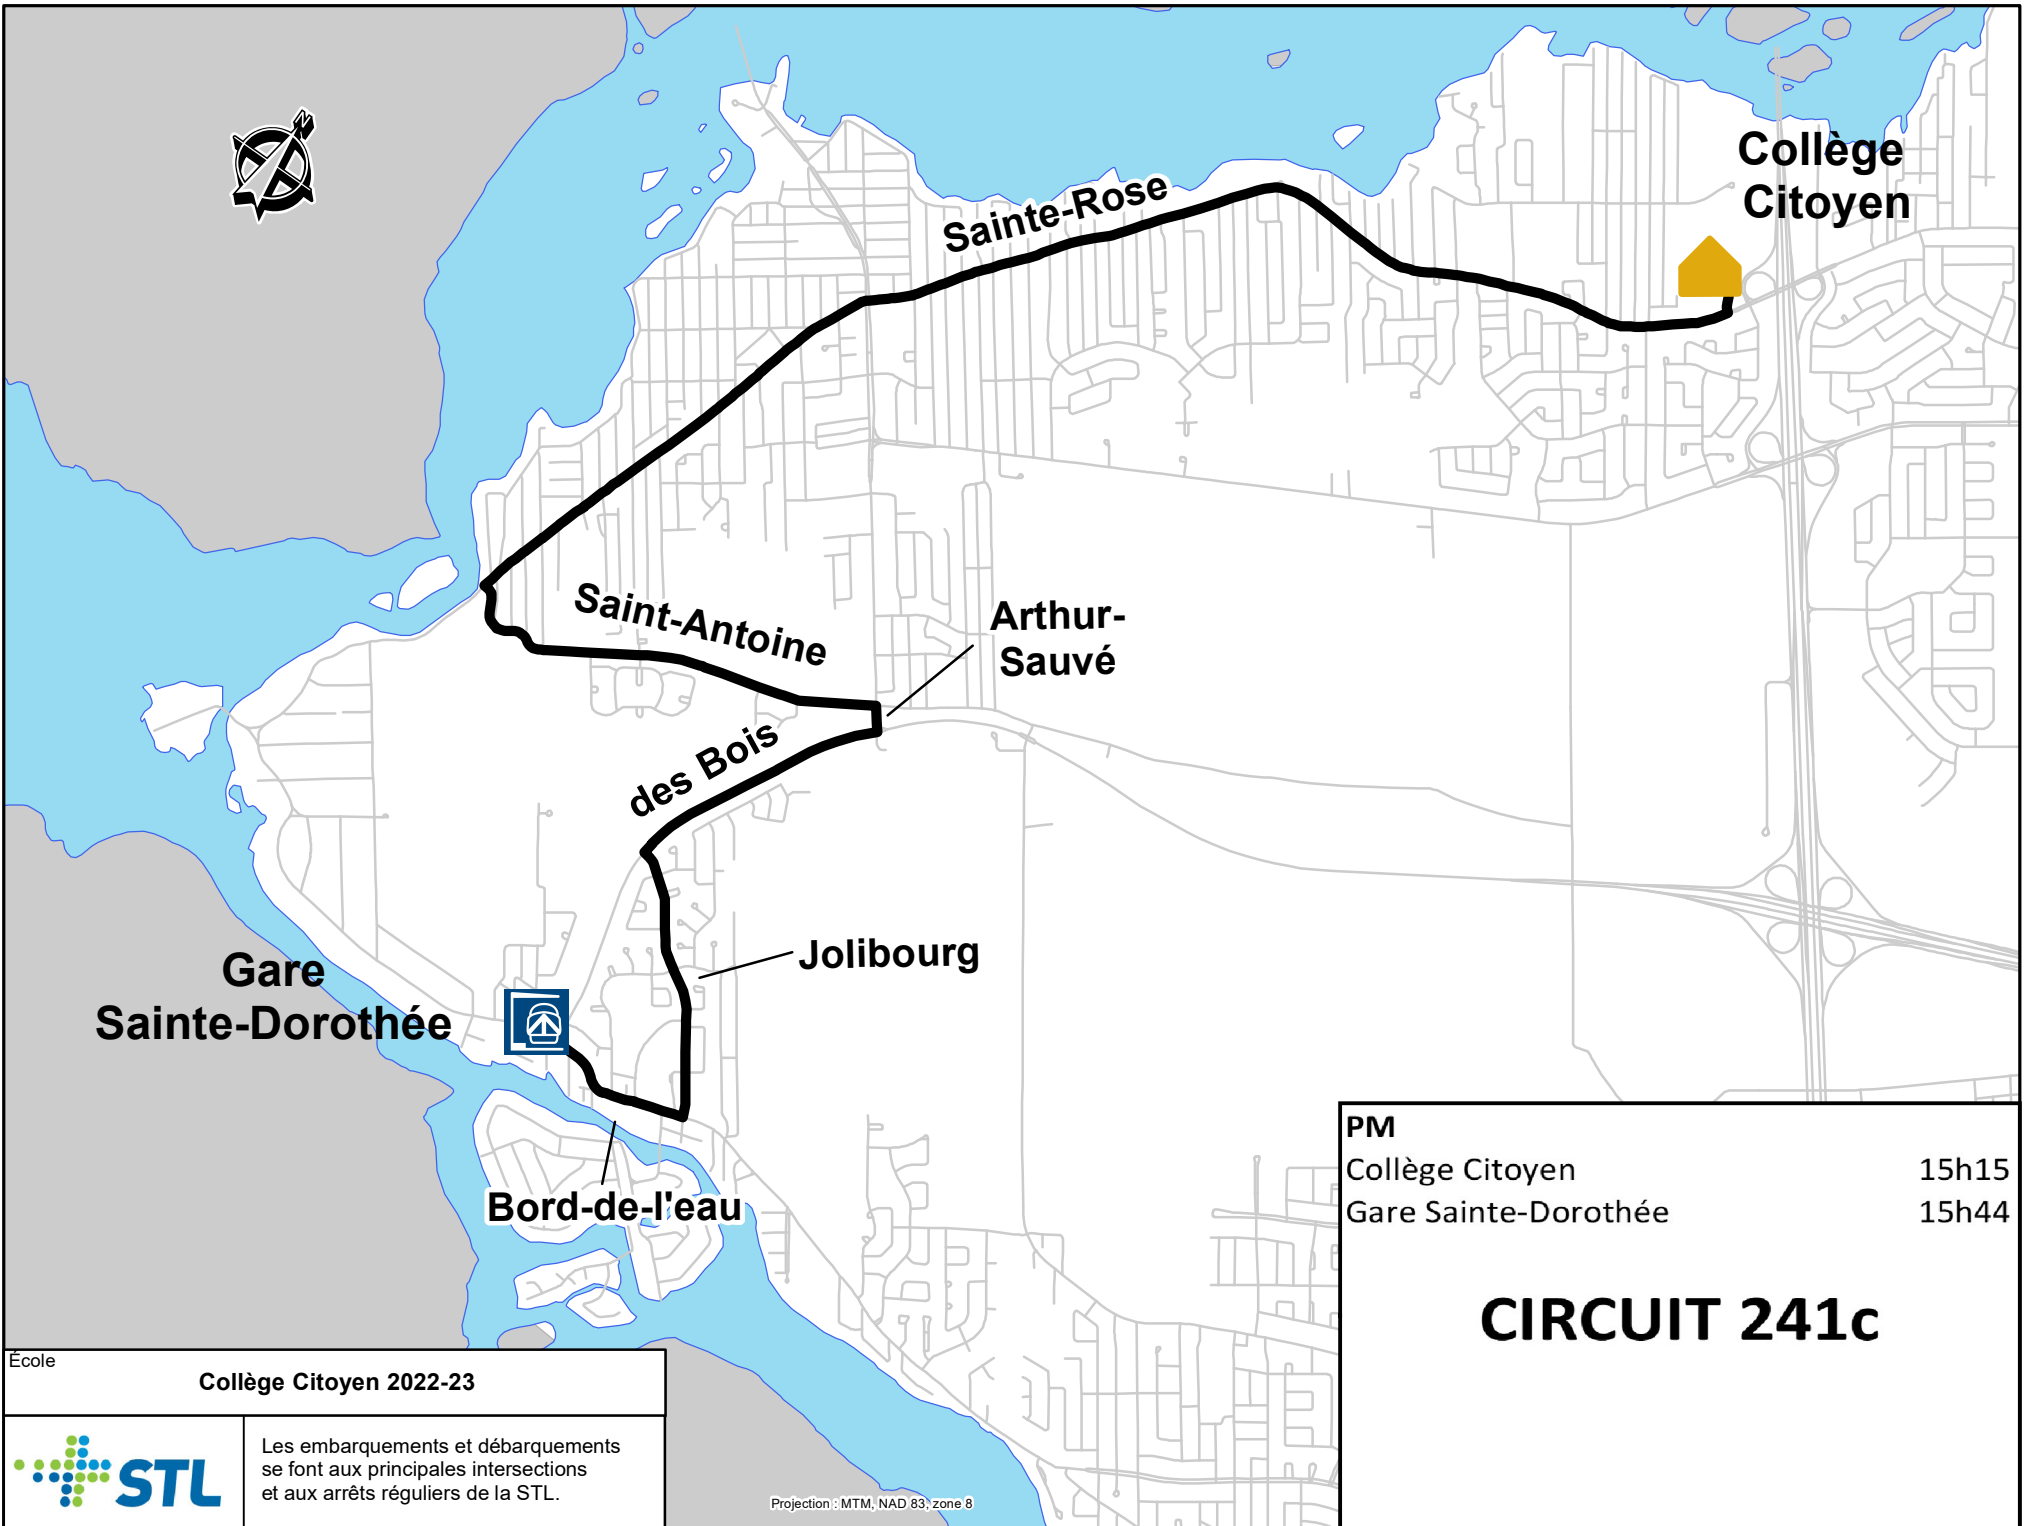 N
Collège
Citoyen
Sainte-Rose
Saint-Antoine
Arthur-
Sauvé
des Bois
Jolibourg
Gare
Sainte-Dorothée
Bord-de-l'eau
PM
Collège Citoyen 15h15
Gare Sainte-Dorothée 15h44
CIRCUIT 241c
École
Collège Citoyen 2022-23
STL
Les embarquements et débarquements
se font aux principales intersections
et aux arrêts réguliers de la STL.
Projection : MTM, NAD 83, zone 8